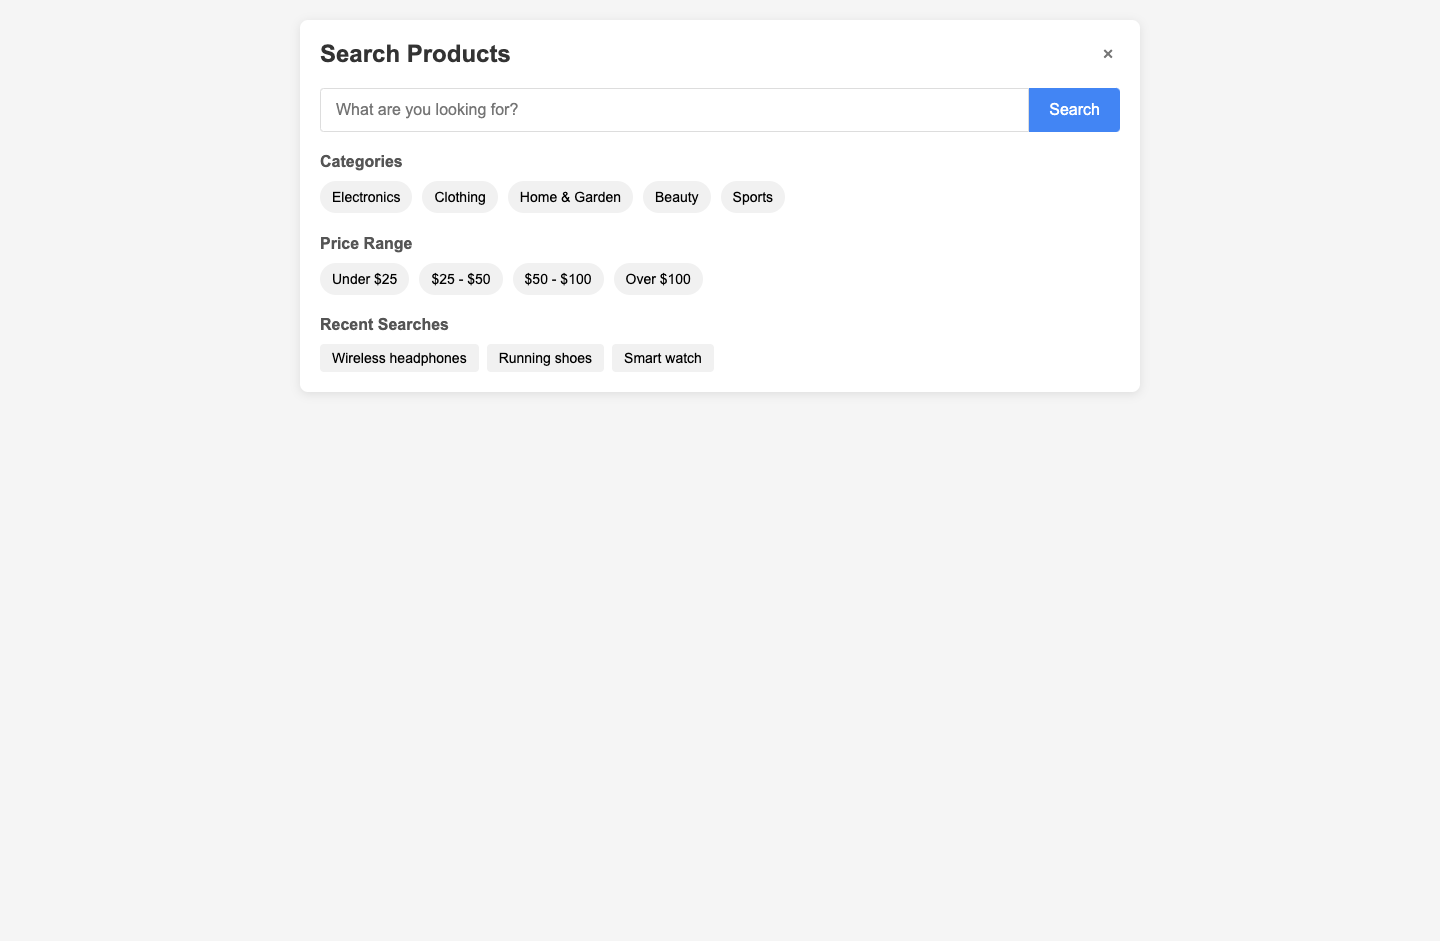 Search Products ×
What are you looking for? Search
Categories
Electronics Clothing Home & Garden Beauty Sports
Price Range
Under $25 $25 - $50 $50 - $100 Over $100
Recent Searches
Wireless headphones Running shoes Smart watch